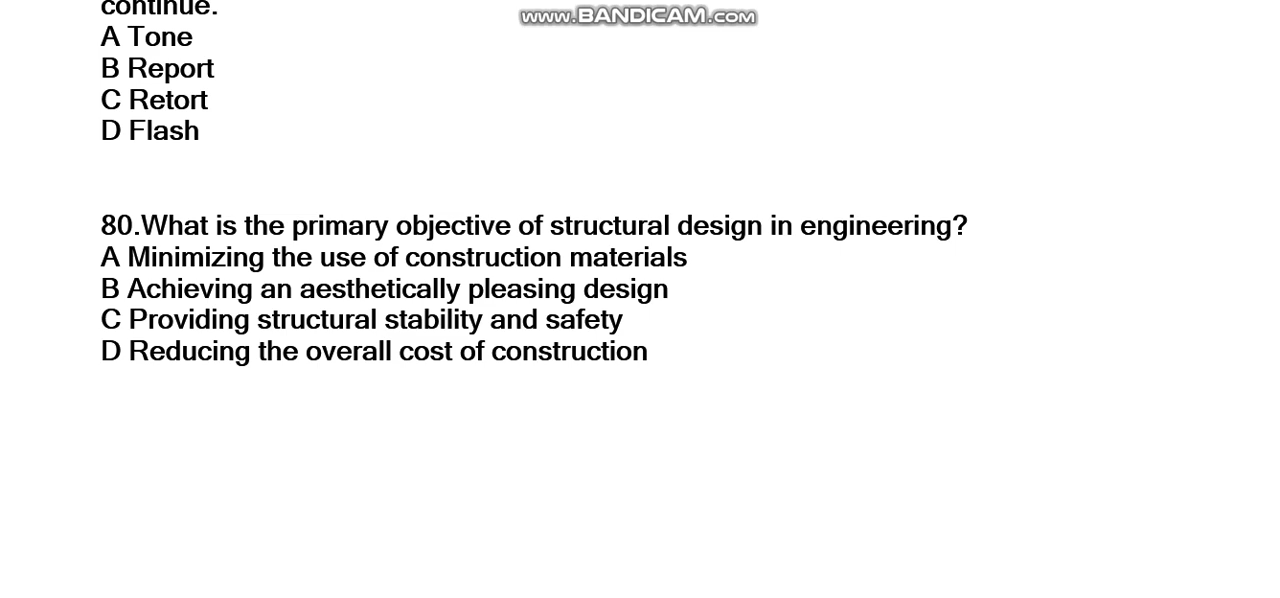 continue.
www.BANDICAM.com
A Tone
B Report
C Retort
D Flash
80.What is the primary objective of structural design in engineering?
A Minimizing the use of construction materials
B Achieving an aesthetically pleasing design
C Providing structural stability and safety
D Reducing the overall cost of construction